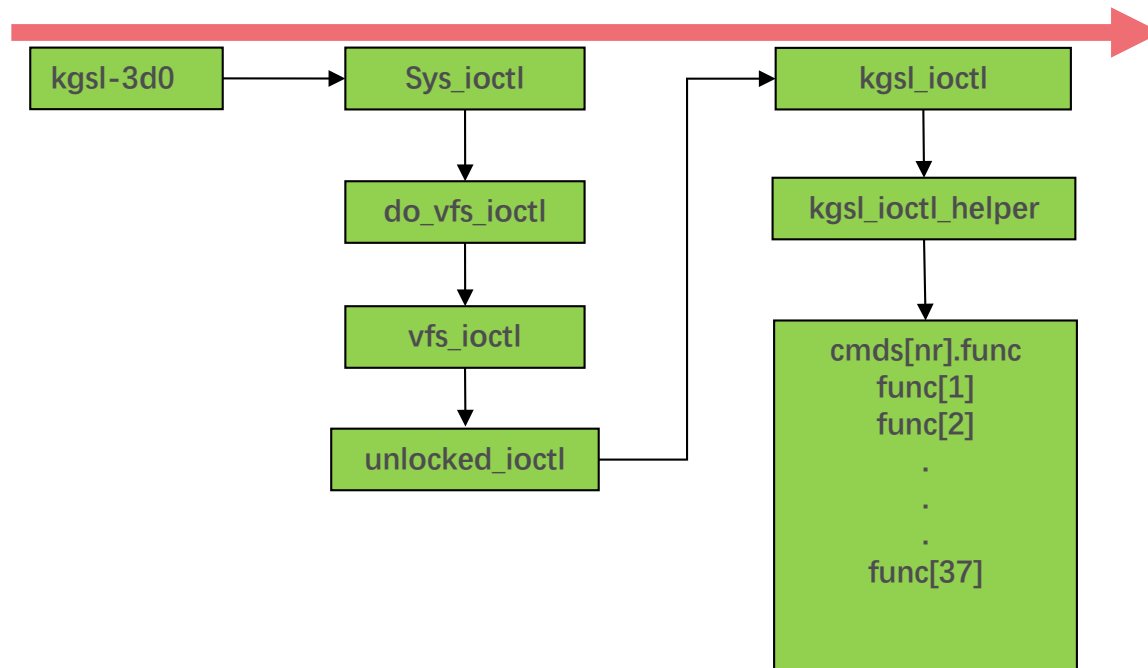 kgsl-3d0
Sys_ioctl
do_vfs_ioctl
vfs_ioctl
unlocked_ioctl
kgsl_ioctl
kgsl_ioctl_helper
cmds[nr].func
func[1]
func[2]
.
.
.
func[37]